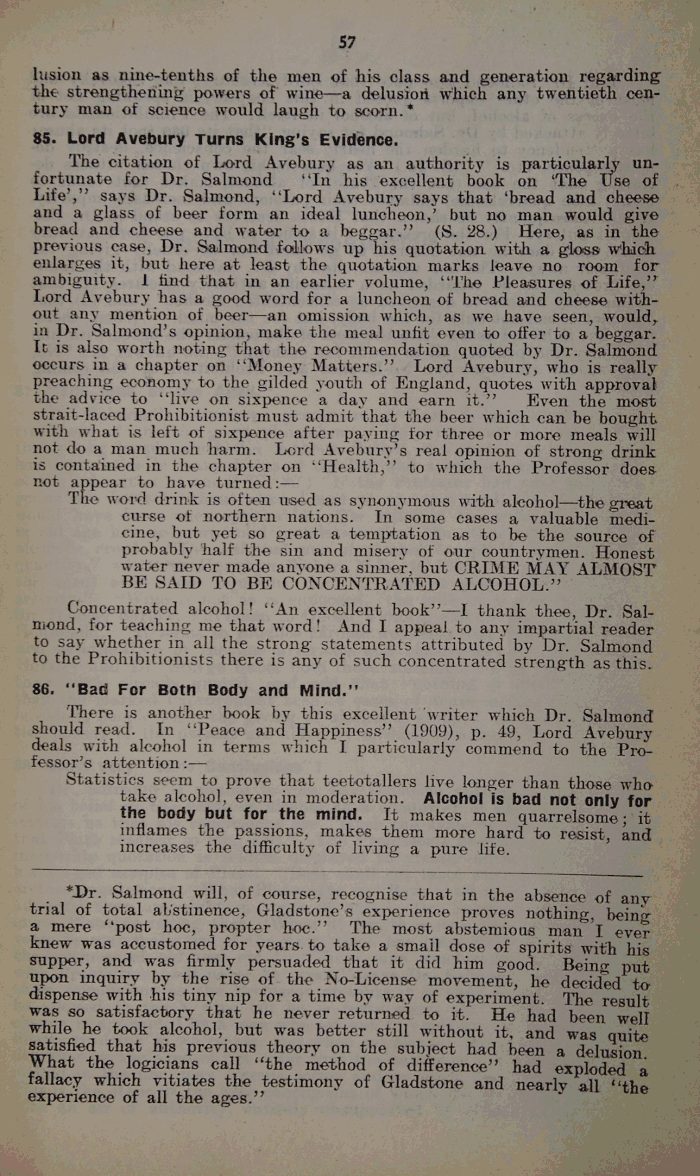 57
lusion as nine-tenths of the men of his class and generation regarding
the strengthening powers of wine—a delusion which any twentieth cen-
tury man of science would laugh to scorn.*
85. Lord Avebury Turns King's Evidence.
The citation of Lord Avebury as an authority is particularly un-
fortunate for Dr. Salmond "In his excellent book on 'The Use of
Life'," says Dr. Salmond, "Lord Avebury says that 'bread and cheese
and a glass of beer form an ideal luncheon,' but no man would give
bread and cheese and water to a beggar." (S. 28.) Here, as in the
previous case, Dr. Salmond follows up his quotation with a gloss which
enlarges it, but here at least the quotation marks leave no room for
ambiguity. I find that in an earlier volume, "The Pleasures of Life,"
Lord Avebury has a good word for a luncheon of bread and cheese with-
out any mention of beer—an omission which, as we have seen, would,
in Dr. Salmond's opinion, make the meal unfit even to offer to a beggar.
It is also worth noting that the recommendation quoted by Dr. Salmond
occurs in a chapter on "Money Matters." Lord Avebury, who is really
preaching economy to the gilded youth of England, quotes with approval
the advice to "live on sixpence a day and earn it." Even the most
strait-laced Prohibitionist must admit that the beer which can be bought
with what is left of sixpence after paying for three or more meals will
not do a man much harm. Lord Avebury's real opinion of strong drink
is contained in the chapter on "Health," to which the Professor does
not appear to have turned:—
The word drink is often used as synonymous with alcohol—the great
curse of northern nations. In some cases a valuable medi-
cine, but yet so great a temptation as to be the source of
probably half the sin and misery of our countrymen. Honest
water never made anyone a sinner, but CRIME MAY ALMOST
BE SAID TO BE CONCENTRATED ALCOHOL."
Concentrated alcohol! "An excellent book"—I thank thee, Dr. Sal-
mond, for teaching me that word! And I appeal to any impartial reader
to say whether in all the strong statements attributed by Dr. Salmond
to the Prohibitionists there is any of such concentrated strength as this.
86. "Bad For Both Body and Mind."
There is another book by this excellent writer which Dr. Salmond
should read. In "Peace and Happiness" (1909), p. 49, Lord Avebury
deals with alcohol in terms which I particularly commend to the Pro-
fessor's attention:—
Statistics seem to prove that teetotallers live longer than those who
take alcohol, even in moderation. Alcohol is bad not only for
the body but for the mind. It makes men quarrelsome; it
inflames the passions, makes them more hard to resist, and
increases the difficulty of living a pure life.
*Dr. Salmond will, of course, recognise that in the absence of any
trial of total abstinence, Gladstone's experience proves nothing, being
a mere "post hoc, propter hoc." The most abstemious man I ever
knew was accustomed for years to take a small dose of spirits with his
supper, and was firmly persuaded that it did him good. Being put
upon inquiry by the rise of the No-License movement, he decided to
dispense with his tiny nip for a time by way of experiment. The result
was so satisfactory that he never returned to it. He had been well
while he took alcohol, but was better still without it, and was quite
satisfied that his previous theory on the subject had been a delusion.
What the logicians call "the method of difference" had exploded a
fallacy which vitiates the testimony of Gladstone and nearly all "the
experience of all the ages."